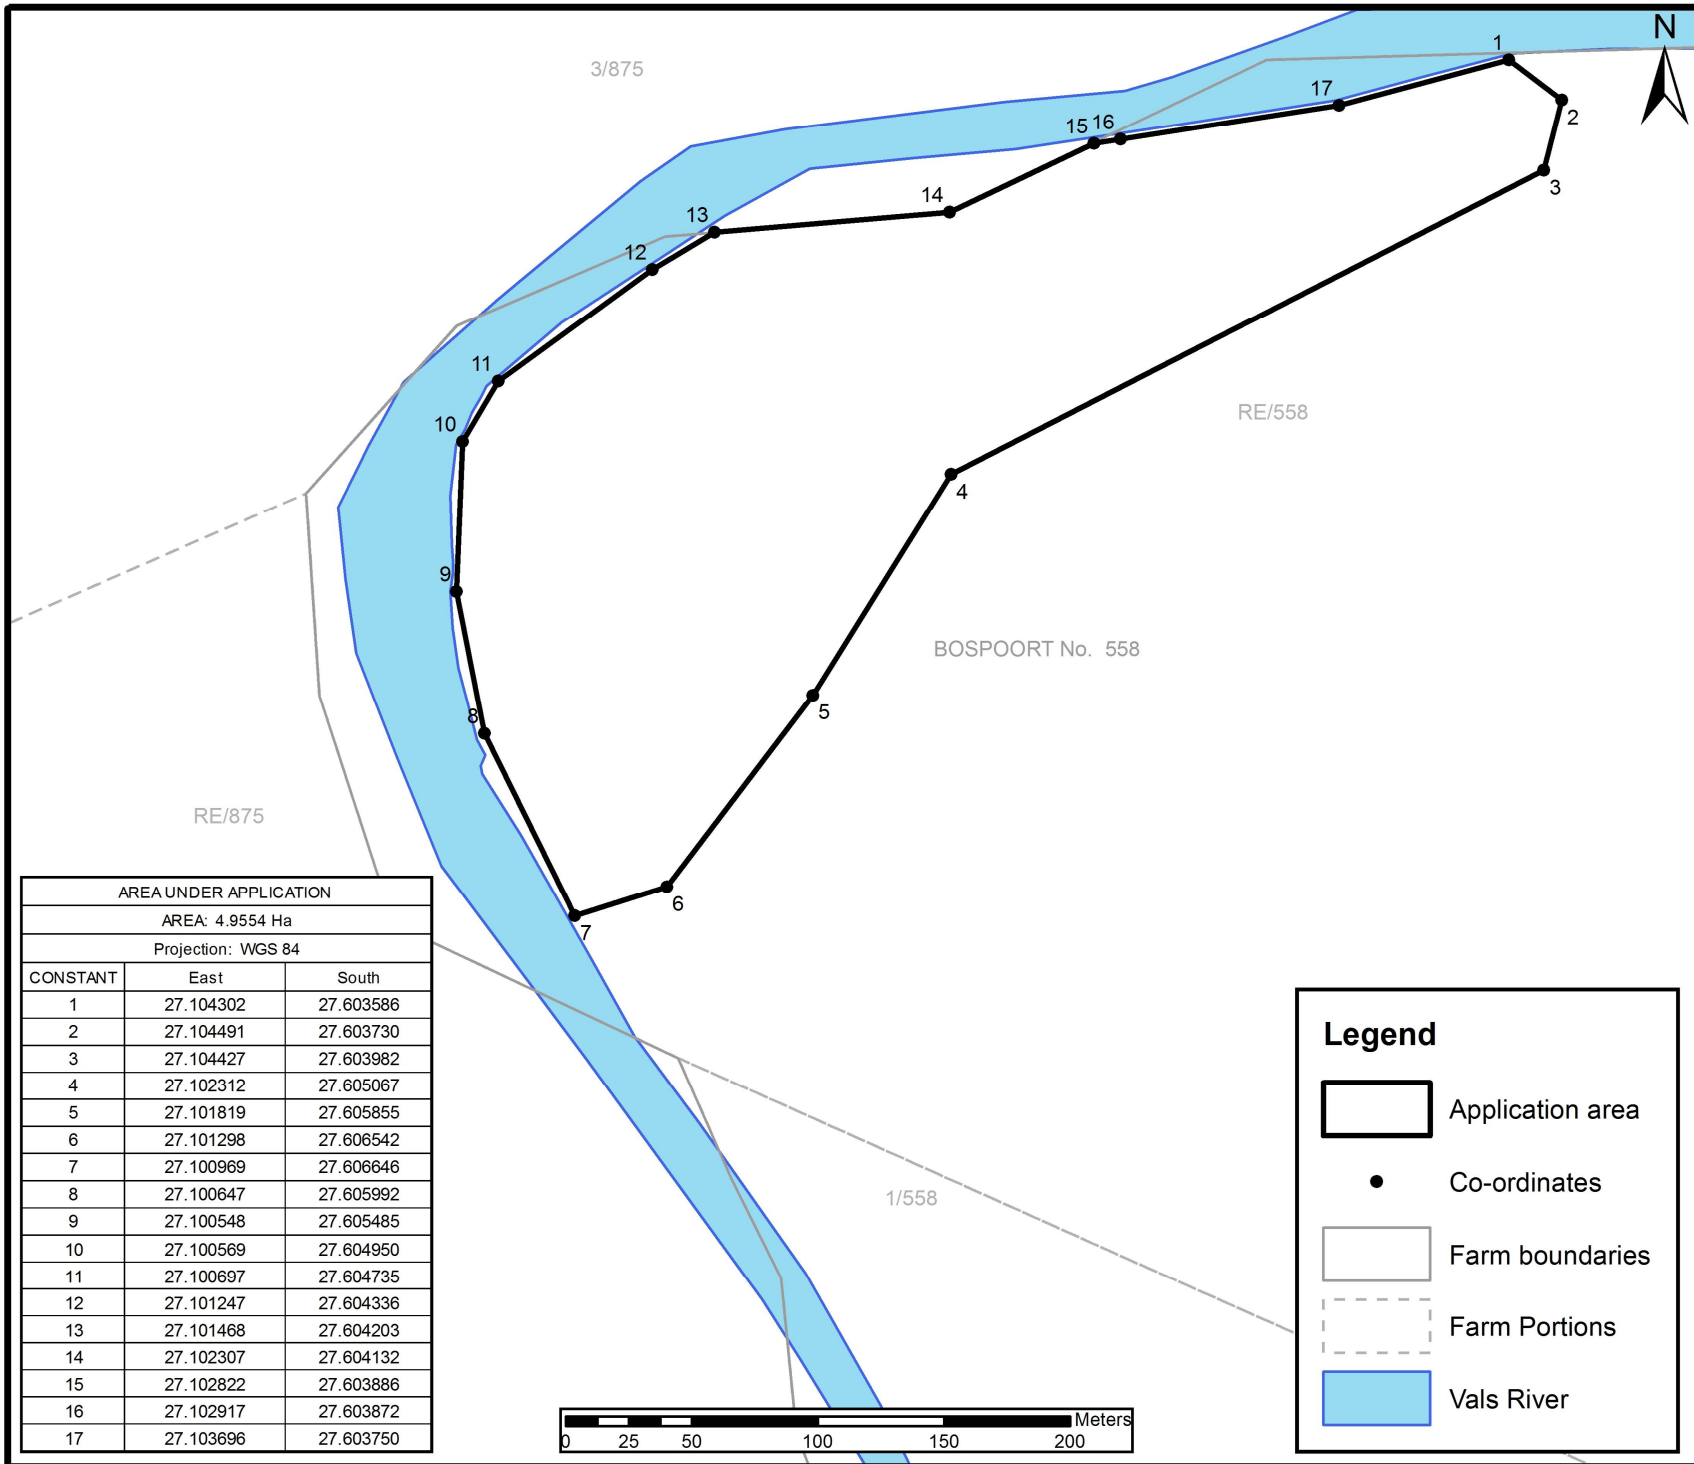 N
3/875
1
2
17
15 16
3
14
13
12
11
RE/558
10
4
9
BOSPOORT No. 558
5
8
RE/875
6
7
AREA UNDER APPLICATION
AREA: 4.9554 Ha
Projection: WGS 84
CONSTANT East South
1 27.104302 27.603586
2 27.104491 27.603730
3 27.104427 27.603982
4 27.102312 27.605067
5 27.101819 27.605855
6 27.101298 27.606542
7 27.100969 27.606646
8 27.100647 27.605992
9 27.100548 27.605485
10 27.100569 27.604950
11 27.100697 27.604735
12 27.101247 27.604336
13 27.101468 27.604203
14 27.102307 27.604132
15 27.102822 27.603886
16 27.102917 27.603872
17 27.103696 27.603750
1/558
Meters
0 25 50 100 150 200
Legend
Application area
Co-ordinates
Farm boundaries
Farm Portions
Vals River